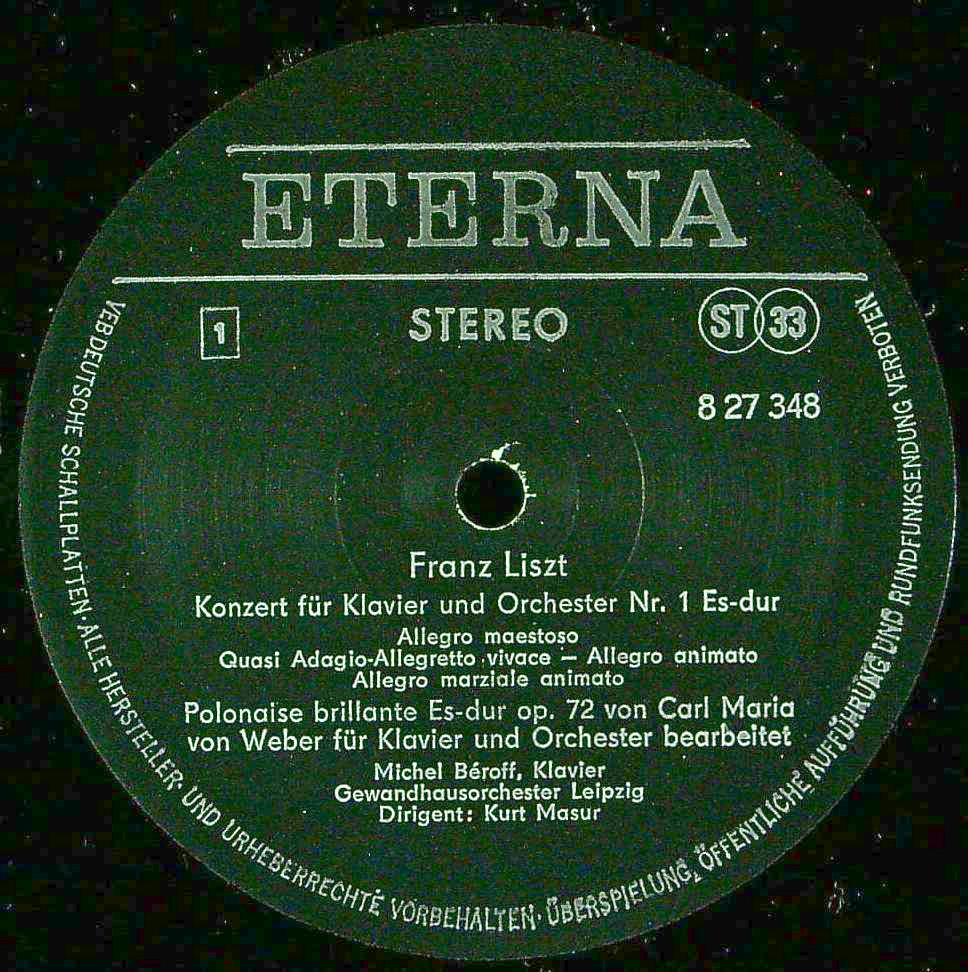 ETERNA
1
STEREO
ST 33
8 27 348
Franz Liszt
Konzert für Klavier und Orchester Nr. 1 Es-dur
Allegro maestoso
Quasi Adagio-Allegretto vivace – Allegro animato
Allegro marziale animato
Polonaise brillante Es-dur op. 72 von Carl Maria
von Weber für Klavier und Orchester bearbeitet
Michel Béroff, Klavier
Gewandhausorchester Leipzig
Dirigent: Kurt Masur
VEB DEUTSCHE SCHALLPLATTEN · ALLE HERSTELLER- UND URHEBERRECHTE VORBEHALTEN · ÜBERSPIELUNG, ÖFFENTLICHE AUFFÜHRUNG UND RUNDFUNKSENDUNG VERBOTEN